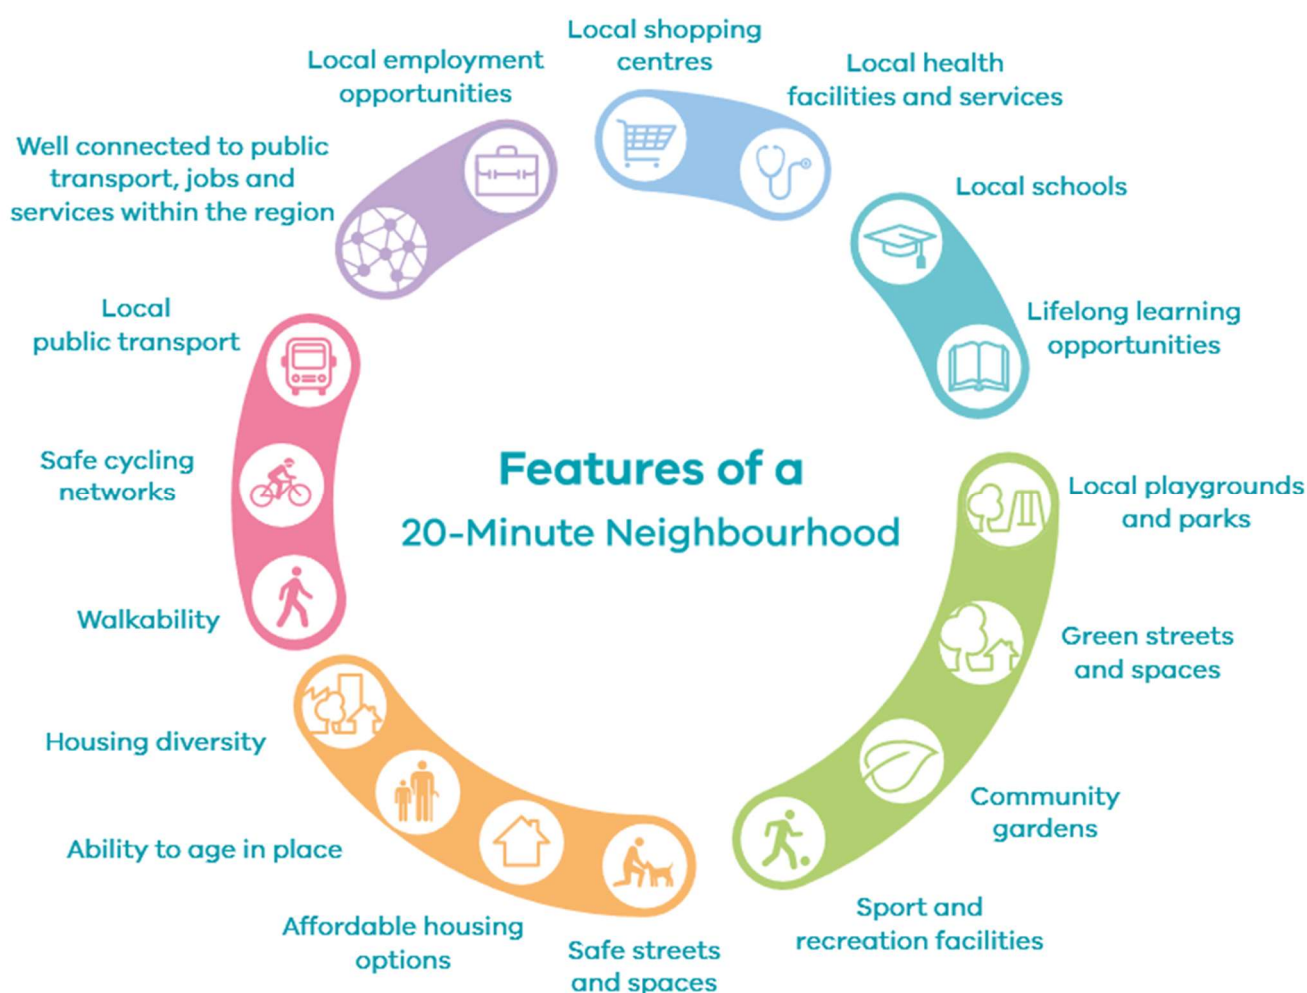 Features of a
20-Minute Neighbourhood
Local shopping
centres
Local health
facilities and services
Local schools
Lifelong learning
opportunities
Local playgrounds
and parks
Green streets
and spaces
Community
gardens
Sport and
recreation facilities
Safe streets
and spaces
Affordable housing
options
Ability to age in place
Housing diversity
Walkability
Safe cycling
networks
Local
public transport
Well connected to public
transport, jobs and
services within the region
Local employment
opportunities